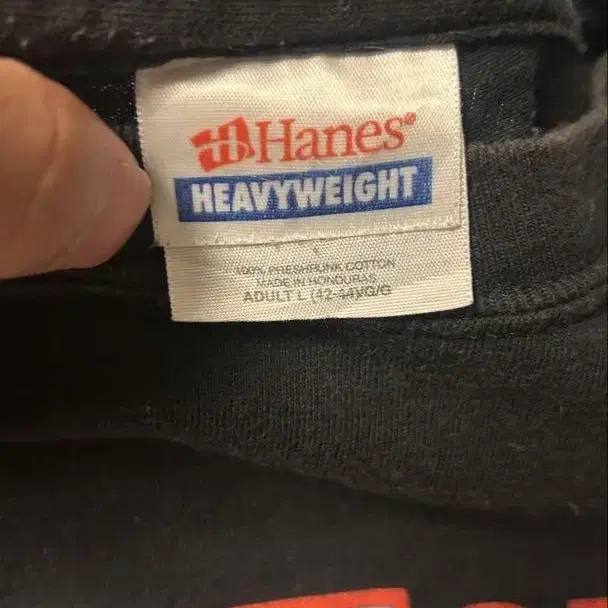 Hanes®
HEAVYWEIGHT
100% PRESHRUNK COTTON
MADE IN HONDURAS
ADULT L (42-44)/G/G